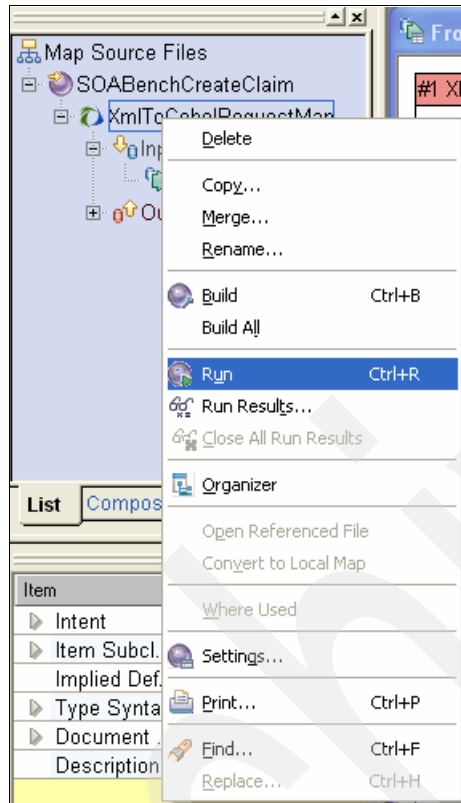 Map Source Files
SOABenchCreateClaim
XmlToCobolRequestMap
Inp
Ou
Fro
#1 X
Delete
Copy...
Merge...
Rename...
Build Ctrl+B
Build All
Run Ctrl+R
Run Results...
Close All Run Results
Organizer
Open Referenced File
Convert to Local Map
Where Used
Settings...
Print... Ctrl+P
Find... Ctrl+F
Replace... Ctrl+H
List Compos
Item
Intent
Item Subcl.
Implied Def.
Type Synta
Document .
Description